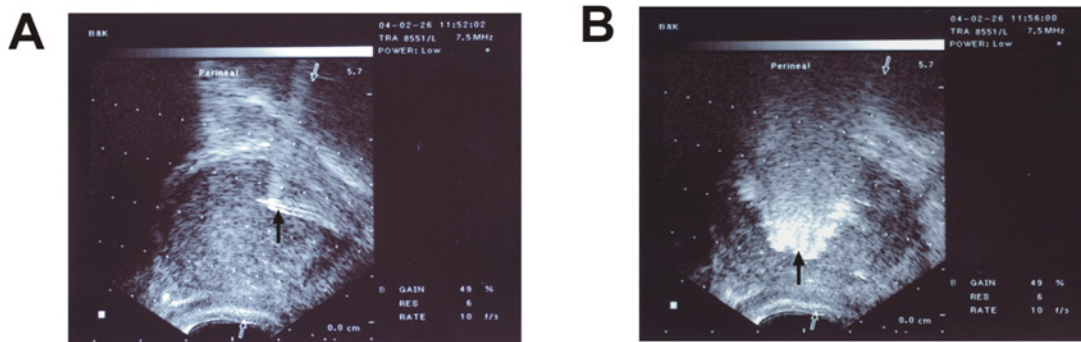 A
B&K
04-02-26 11:52:02
TRA 8551/L 7.5MHz
POWER: Low *
Perineal
5.7
B GAIN 49 %
RES 6
RATE 10 f/s
0.0 cm
B
B&K
04-02-26 11:56:00
TRA 8551/L 7.5MHz
POWER: Low *
Perineal
5.7
B GAIN 49 %
RES 6
RATE 10 f/s
0.0 cm